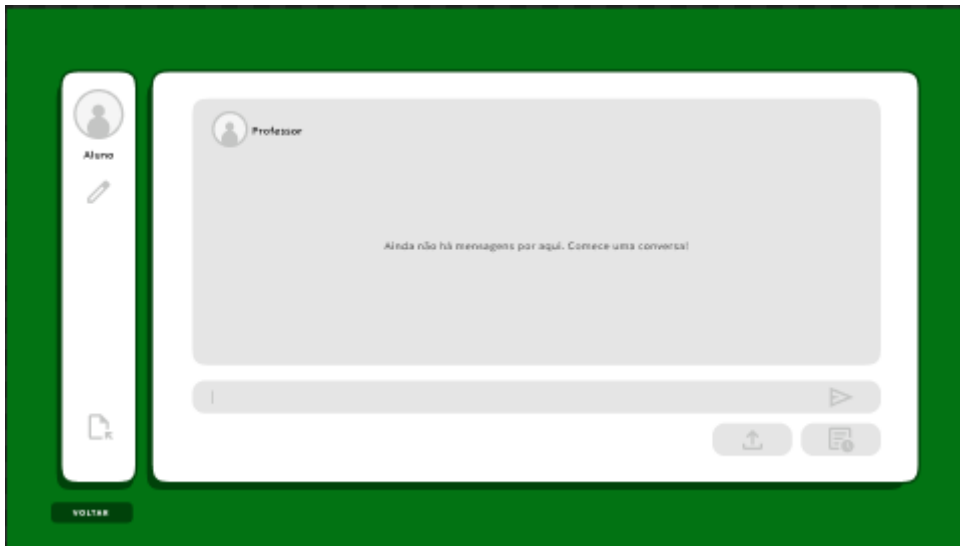 Aluno
Professor
Ainda não há mensagens por aqui. Comece uma conversa!
VOLTAR